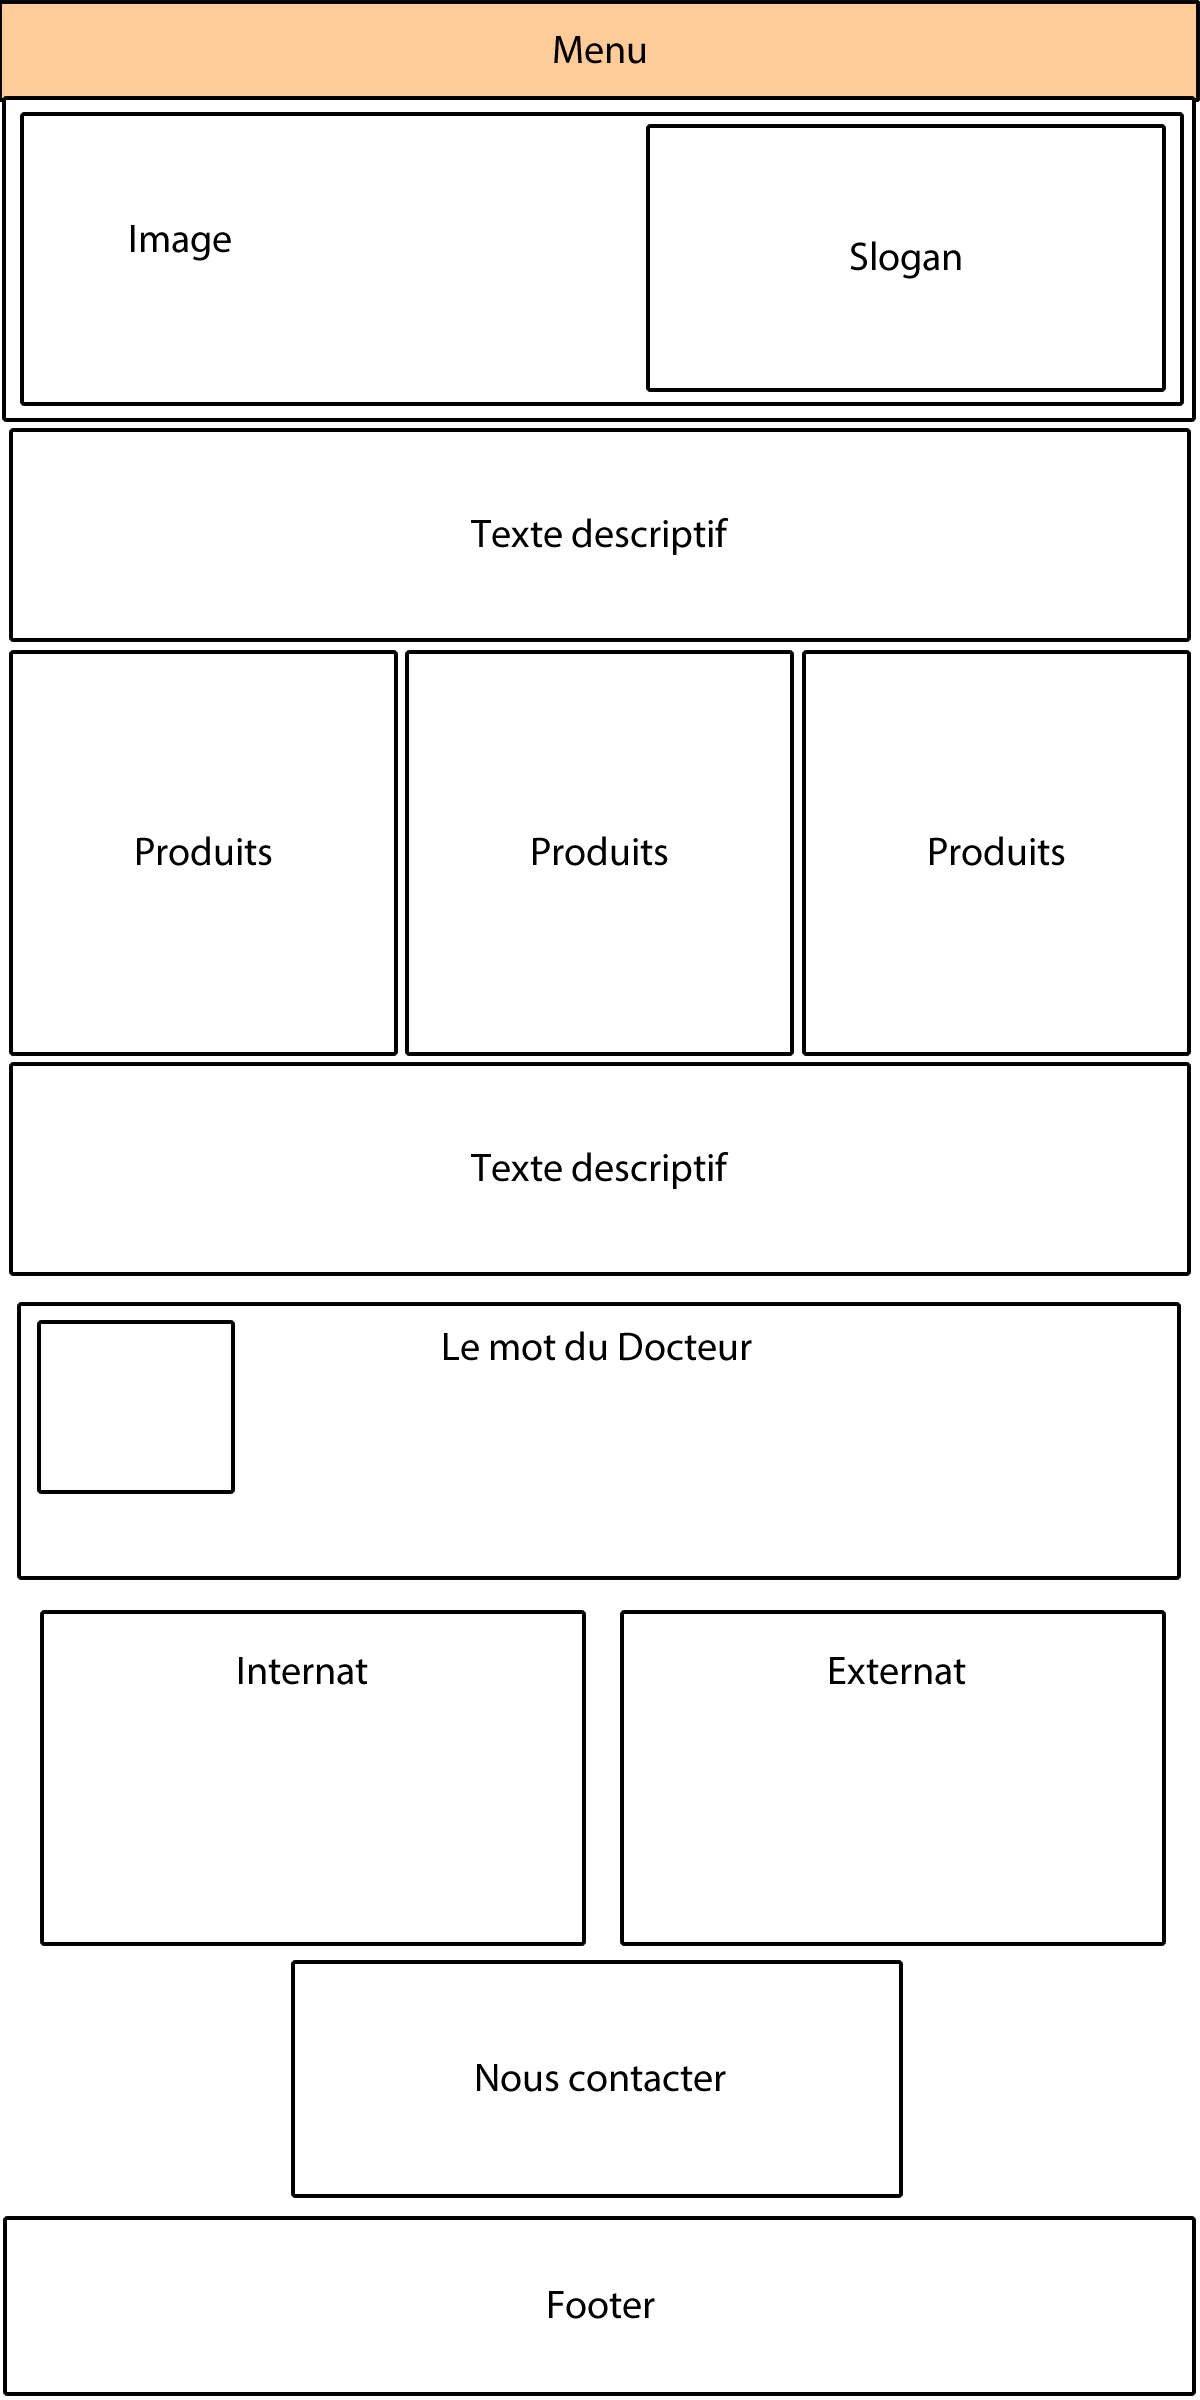 Menu
Image
Slogan
Texte descriptif
Produits
Produits
Produits
Texte descriptif
Le mot du Docteur
Internat
Externat
Nous contacter
Footer